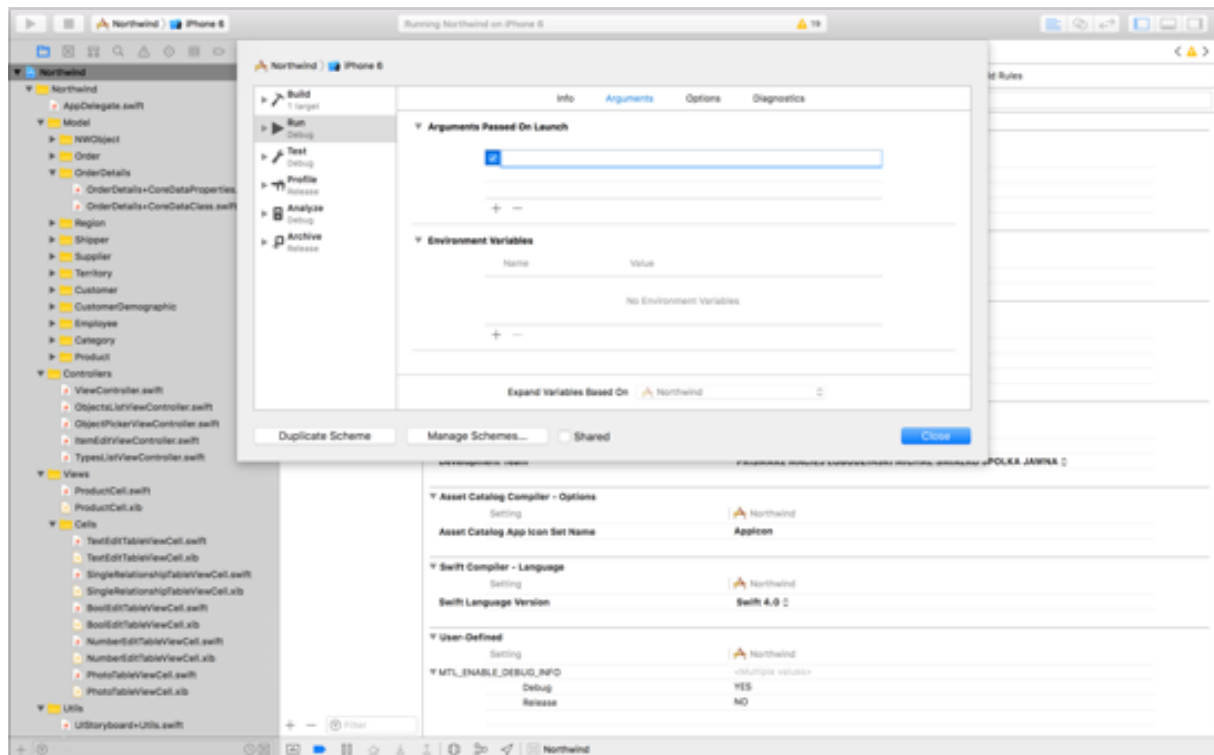 Northwind
iPhone 6
Running Northwind on iPhone 6
19
Northwind
Northwind
AppDelegate.swift
Model
NWObject
Order
OrderDetails
OrderDetails+CoreDataProperties.
OrderDetails+CoreDataClass.swift
Region
Shipper
Supplier
Territory
Customer
CustomerDemographic
Employee
Category
Product
Controllers
ViewController.swift
ObjectsListViewController.swift
ObjectPickerViewController.swift
ItemEditViewController.swift
TypesListViewController.swift
Views
ProductCell.swift
ProductCell.xib
Cells
TextEditTableViewCell.swift
TextEditTableViewCell.xib
SingleRelationshipTableViewCell.swift
SingleRelationshipTableViewCell.xib
BoolEditTableViewCell.swift
BoolEditTableViewCell.xib
NumberEditTableViewCell.swift
NumberEditTableViewCell.xib
PhotoTableViewCell.swift
PhotoTableViewCell.xib
Utils
UIStoryboard+Utils.swift
Northwind
iPhone 6
Build
1 target
Run
Debug
Test
Debug
Profile
Release
Analyze
Debug
Archive
Release
Info Arguments Options Diagnostics
Arguments Passed On Launch
Environment Variables
Name Value
No Environment Variables
Expand Variables Based On Northwind
Duplicate Scheme Manage Schemes... Shared Close
ld Rules
Development Team
SPOLKA JAWNA
Asset Catalog Compiler - Options
Setting Northwind
Asset Catalog App Icon Set Name AppIcon
Swift Compiler - Language
Setting Northwind
Swift Language Version Swift 4.0
User-Defined
Setting Northwind
MTL_ENABLE_DEBUG_INFO <Multiple values>
Debug YES
Release NO
Filter
Northwind